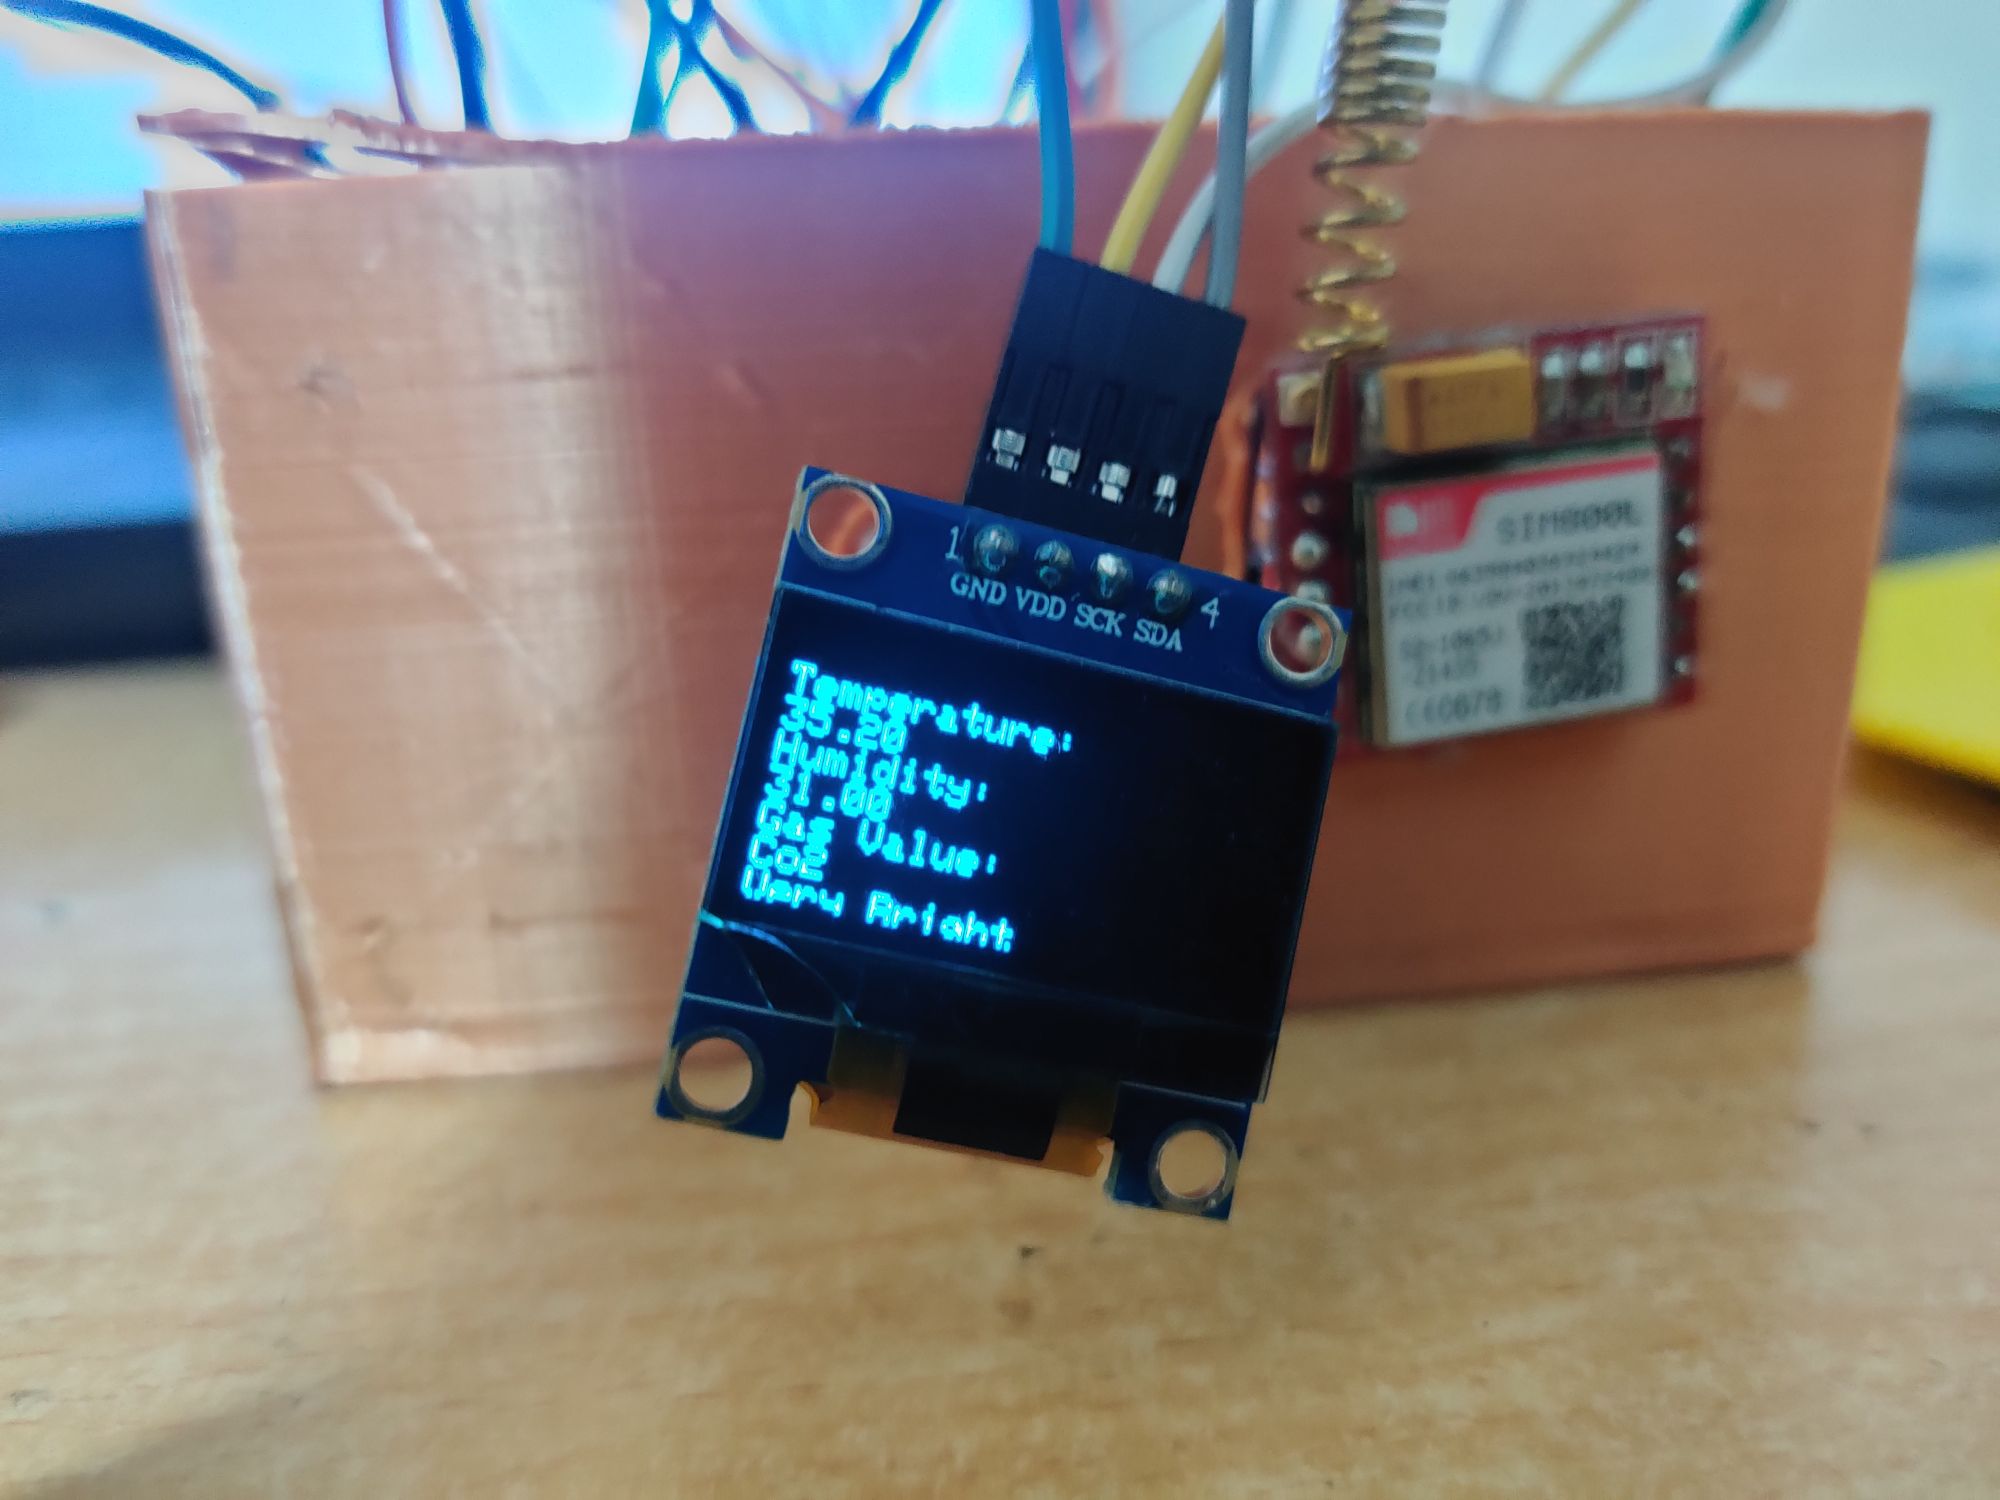 1
GND VDD SCK SDA
4
Temperature:
35.20
Humidity:
31.00
Gas Value:
Co2
Very Bright
SIM800L